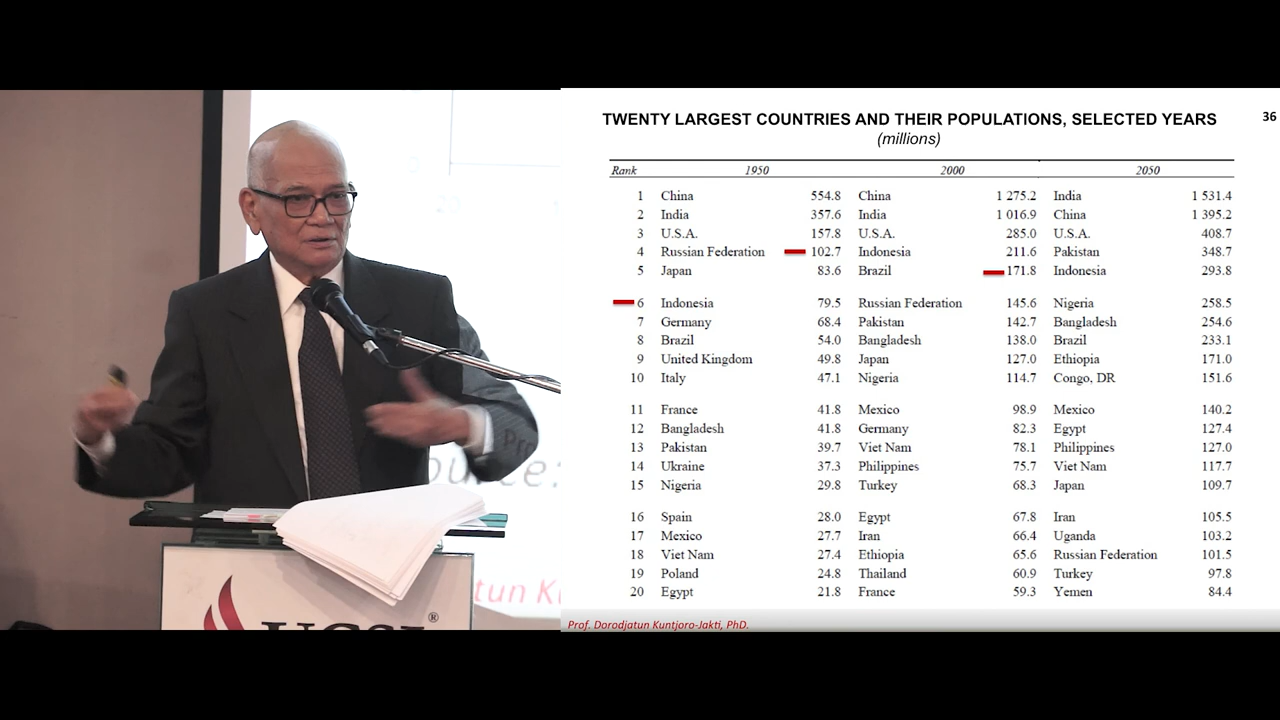 TWENTY LARGEST COUNTRIES AND THEIR POPULATIONS, SELECTED YEARS
36
(millions)
Rank 1950 2000 2050
1 China 554.8 China 1 275.2 India 1 531.4
2 India 357.6 India 1 016.9 China 1 395.2
3 U.S.A. 157.8 U.S.A. 285.0 U.S.A. 408.7
4 Russian Federation 102.7 Indonesia 211.6 Pakistan 348.7
5 Japan 83.6 Brazil 171.8 Indonesia 293.8
6 Indonesia 79.5 Russian Federation 145.6 Nigeria 258.5
7 Germany 68.4 Pakistan 142.7 Bangladesh 254.6
8 Brazil 54.0 Bangladesh 138.0 Brazil 233.1
9 United Kingdom 49.8 Japan 127.0 Ethiopia 171.0
10 Italy 47.1 Nigeria 114.7 Congo, DR 151.6
11 France 41.8 Mexico 98.9 Mexico 140.2
12 Bangladesh 41.8 Germany 82.3 Egypt 127.4
13 Pakistan 39.7 Viet Nam 78.1 Philippines 127.0
14 Ukraine 37.3 Philippines 75.7 Viet Nam 117.7
15 Nigeria 29.8 Turkey 68.3 Japan 109.7
16 Spain 28.0 Egypt 67.8 Iran 105.5
17 Mexico 27.7 Iran 66.4 Uganda 103.2
18 Viet Nam 27.4 Ethiopia 65.6 Russian Federation 101.5
19 Poland 24.8 Thailand 60.9 Turkey 97.8
20 Egypt 21.8 France 59.3 Yemen 84.4
Prof. Dorodjatun Kuntjoro-Jakti, PhD.